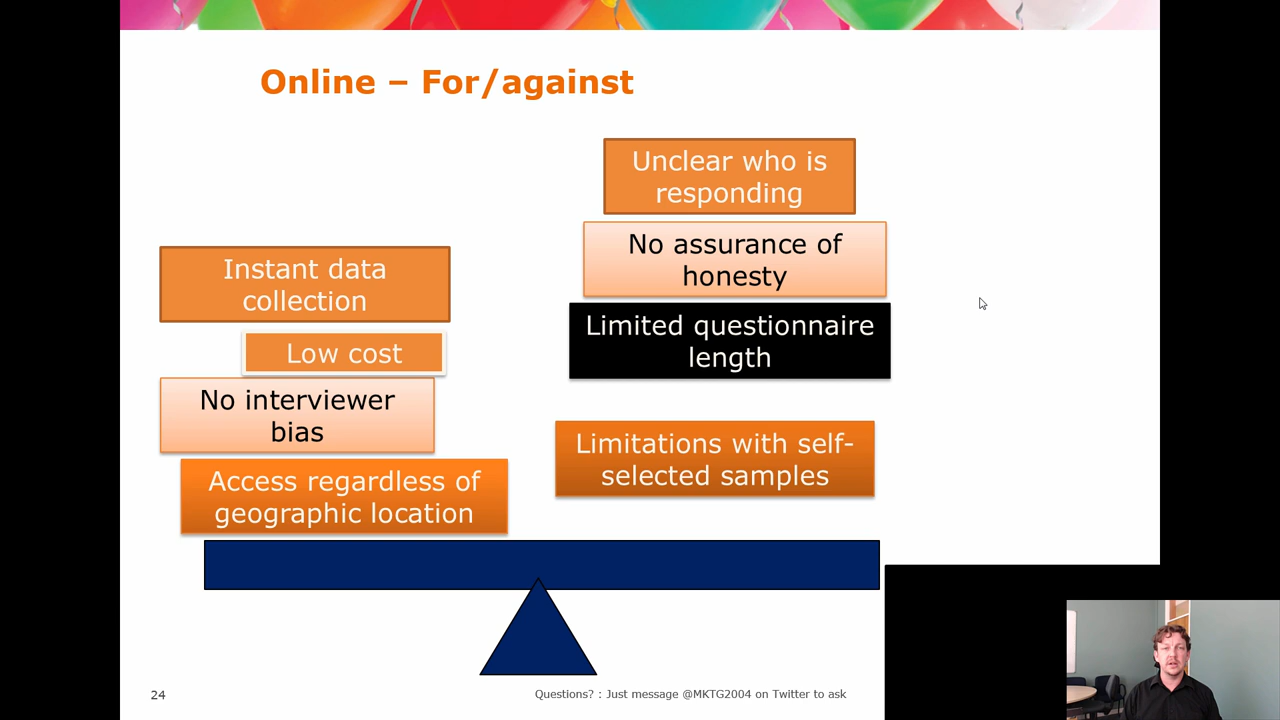 Online – For/against
Instant data
collection
Low cost
No interviewer
bias
Access regardless of
geographic location
Unclear who is
responding
No assurance of
honesty
Limited questionnaire
length
Limitations with self-
selected samples
24
Questions? : Just message @MKTG2004 on Twitter to ask